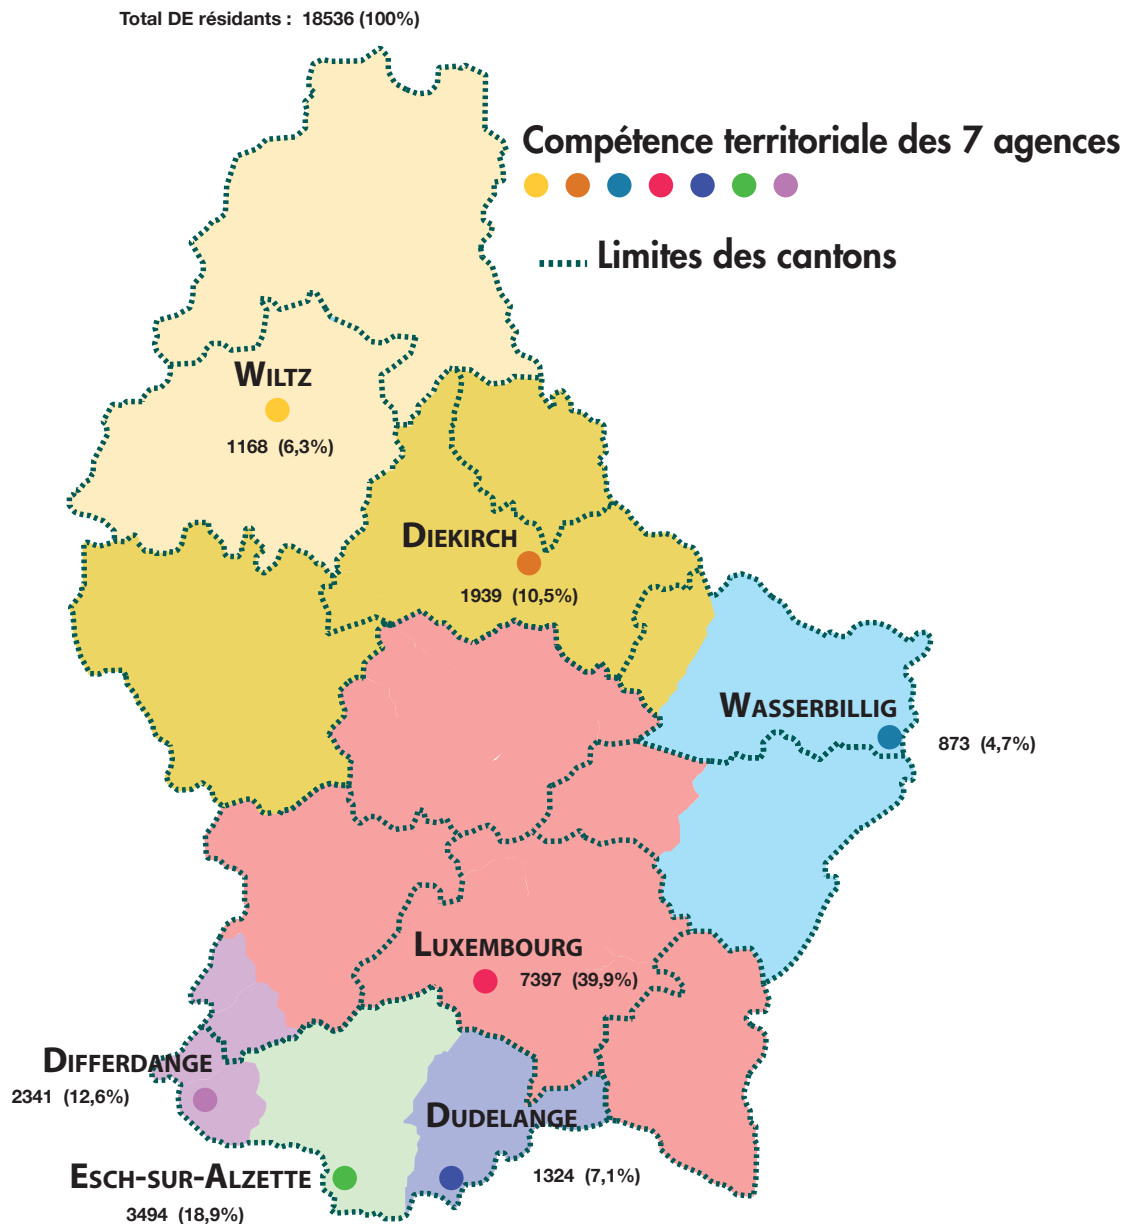 Total DE résidants : 18536 (100%)
Compétence territoriale des 7 agences
Limites des cantons
WILTZ
1168 (6,3%)
DIEKIRCH
1939 (10,5%)
WASSERBILLIG
873 (4,7%)
LUXEMBOURG
7397 (39,9%)
DIFFERDANGE
2341 (12,6%)
DUDELANGE
1324 (7,1%)
ESCH-SUR-ALZETTE
3494 (18,9%)